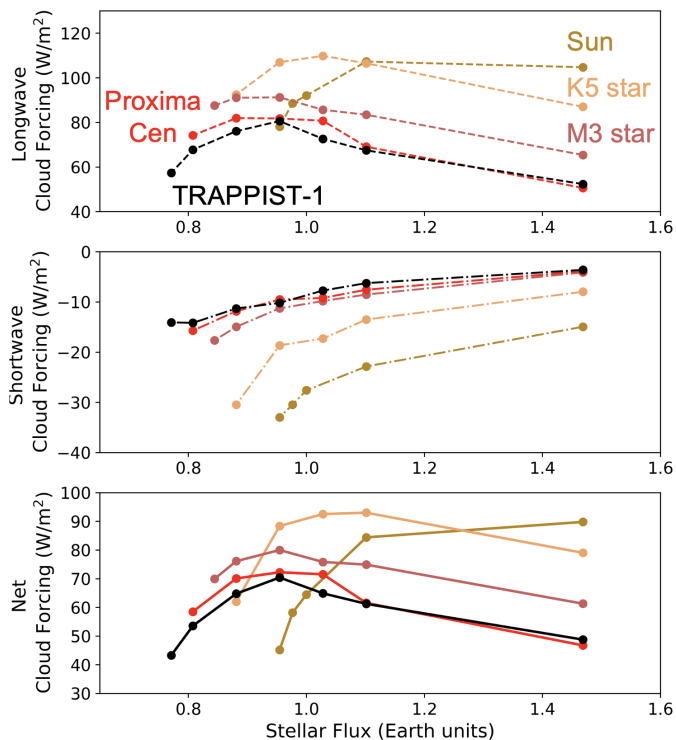 Longwave
Cloud Forcing (W/m²)
120
100
80
60
40
Sun
K5 star
M3 star
Proxima
Cen
TRAPPIST-1
0.8 1.0 1.2 1.4 1.6
Shortwave
Cloud Forcing (W/m²)
0
−10
−20
−30
−40
0.8 1.0 1.2 1.4 1.6
Net
Cloud Forcing (W/m²)
100
90
80
70
60
50
40
30
0.8 1.0 1.2 1.4 1.6
Stellar Flux (Earth units)